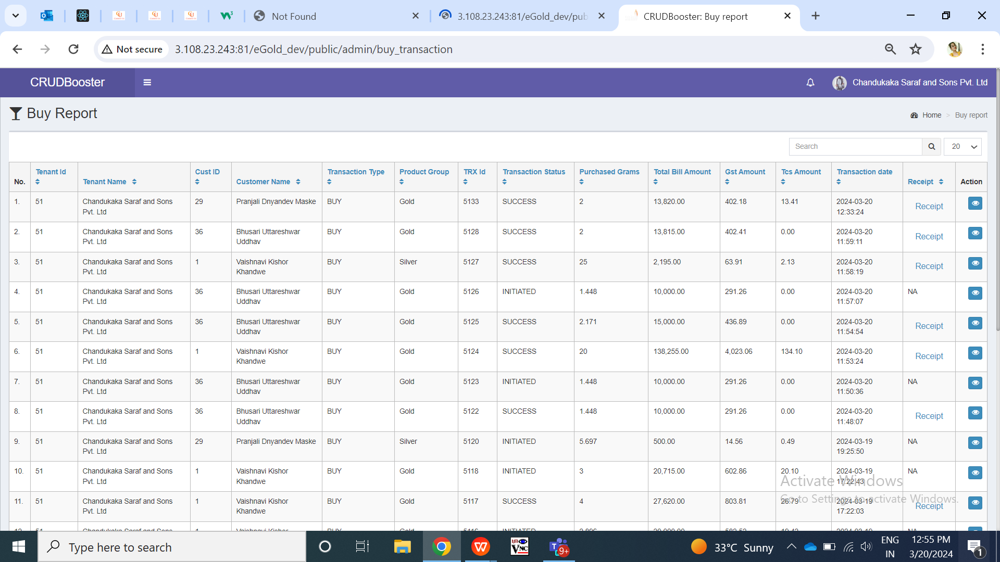 Not Found
3.108.23.243:81/eGold_dev/pub
CRUDBooster: Buy report
Not secure
3.108.23.243:81/eGold_dev/public/admin/buy_transaction
CRUDBooster
Chandukaka Saraf and Sons Pvt. Ltd
Buy Report
Home > Buy report
Search
20
No. Tenant Id Tenant Name Cust ID Customer Name Transaction Type Product Group TRX Id Transaction Status Purchased Grams Total Bill Amount Gst Amount Tcs Amount Transaction date Receipt Action
1. 51 Chandukaka Saraf and Sons 29 Pranjali Dnyandev Maske BUY Gold 5133 SUCCESS 2 13,820.00 402.18 13.41 2024-03-20 Receipt
Pvt. Ltd 12:33:24
2. 51 Chandukaka Saraf and Sons 36 Bhusari Uttareshwar BUY Gold 5128 SUCCESS 2 13,815.00 402.41 0.00 2024-03-20 Receipt
Pvt. Ltd Uddhav 11:59:11
3. 51 Chandukaka Saraf and Sons 1 Vaishnavi Kishor BUY Silver 5127 SUCCESS 25 2,195.00 63.91 2.13 2024-03-20 Receipt
Pvt. Ltd Khandwe 11:58:19
4. 51 Chandukaka Saraf and Sons 36 Bhusari Uttareshwar BUY Gold 5126 INITIATED 1.448 10,000.00 291.26 0.00 2024-03-20 NA
Pvt. Ltd Uddhav 11:57:07
5. 51 Chandukaka Saraf and Sons 36 Bhusari Uttareshwar BUY Gold 5125 SUCCESS 2.171 15,000.00 436.89 0.00 2024-03-20 Receipt
Pvt. Ltd Uddhav 11:54:54
6. 51 Chandukaka Saraf and Sons 1 Vaishnavi Kishor BUY Gold 5124 SUCCESS 20 138,255.00 4,023.06 134.10 2024-03-20 Receipt
Pvt. Ltd Khandwe 11:53:24
7. 51 Chandukaka Saraf and Sons 36 Bhusari Uttareshwar BUY Gold 5123 INITIATED 1.448 10,000.00 291.26 0.00 2024-03-20 NA
Pvt. Ltd Uddhav 11:50:36
8. 51 Chandukaka Saraf and Sons 36 Bhusari Uttareshwar BUY Gold 5122 SUCCESS 1.448 10,000.00 291.26 0.00 2024-03-20 Receipt
Pvt. Ltd Uddhav 11:48:07
9. 51 Chandukaka Saraf and Sons 29 Pranjali Dnyandev Maske BUY Silver 5120 INITIATED 5.697 500.00 14.56 0.49 2024-03-19 NA
Pvt. Ltd 19:25:50
10. 51 Chandukaka Saraf and Sons 1 Vaishnavi Kishor BUY Gold 5118 INITIATED 3 20,715.00 602.86 20.10 2024-03-19 NA
Pvt. Ltd Khandwe 17:22:43
Activate Windows
11. 51 Chandukaka Saraf and Sons 1 Vaishnavi Kishor BUY Gold 5117 SUCCESS 4 27,620.00 803.81 26.79 2024-03-19 Receipt
Pvt. Ltd Khandwe 17:22:03
Go to Settings to activate Windows.
Type here to search
33°C Sunny
ENG
IN
12:55 PM
3/20/2024
9+
1